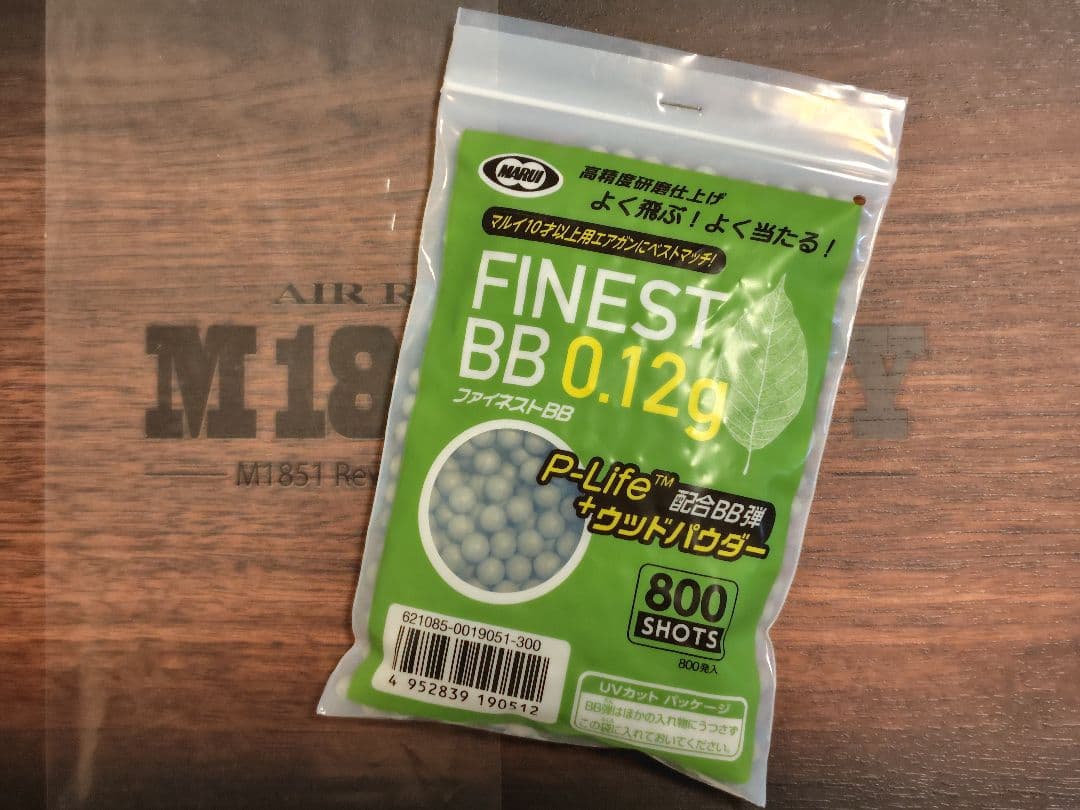 MARUI
高精度研磨仕上げ
よく飛ぶ！よく当たる！
マルイ10才以上用エアガンにベストマッチ!
FINEST
BB 0.12g
ファイネストBB
P-Life™ 配合BB弾
+ウッドパウダー
800
SHOTS
800発入
621085-0019051-300
4 952839 190512
UVカット パッケージ
BB弾はほかの入れ物にうつさず
この袋に入れておいてください。
AIR R
M18
Y
M1851 Rev